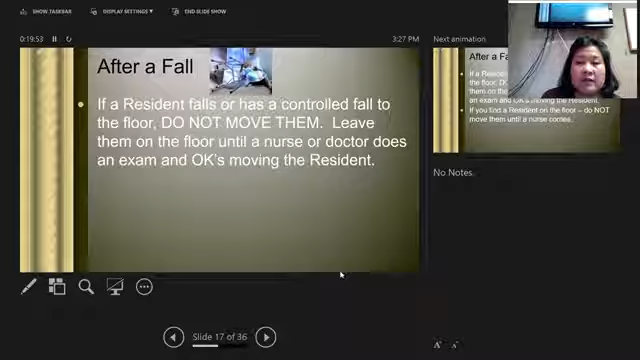 SHOW TASKBAR
DISPLAY SETTINGS ▼
END SLIDE SHOW
0:19:53
3:27 PM
After a Fall
• If a Resident falls or has a controlled fall to
the floor, DO NOT MOVE THEM. Leave
them on the floor until a nurse or doctor does
an exam and OK's moving the Resident.
Slide 17 of 36
Next animation
After a Fa
• If a Reside
the floor, D
them on the
an exam and OK's moving the Resident.
• If you find a Resident on the floor – do NOT
move them until a nurse comes.
No Notes.
A A